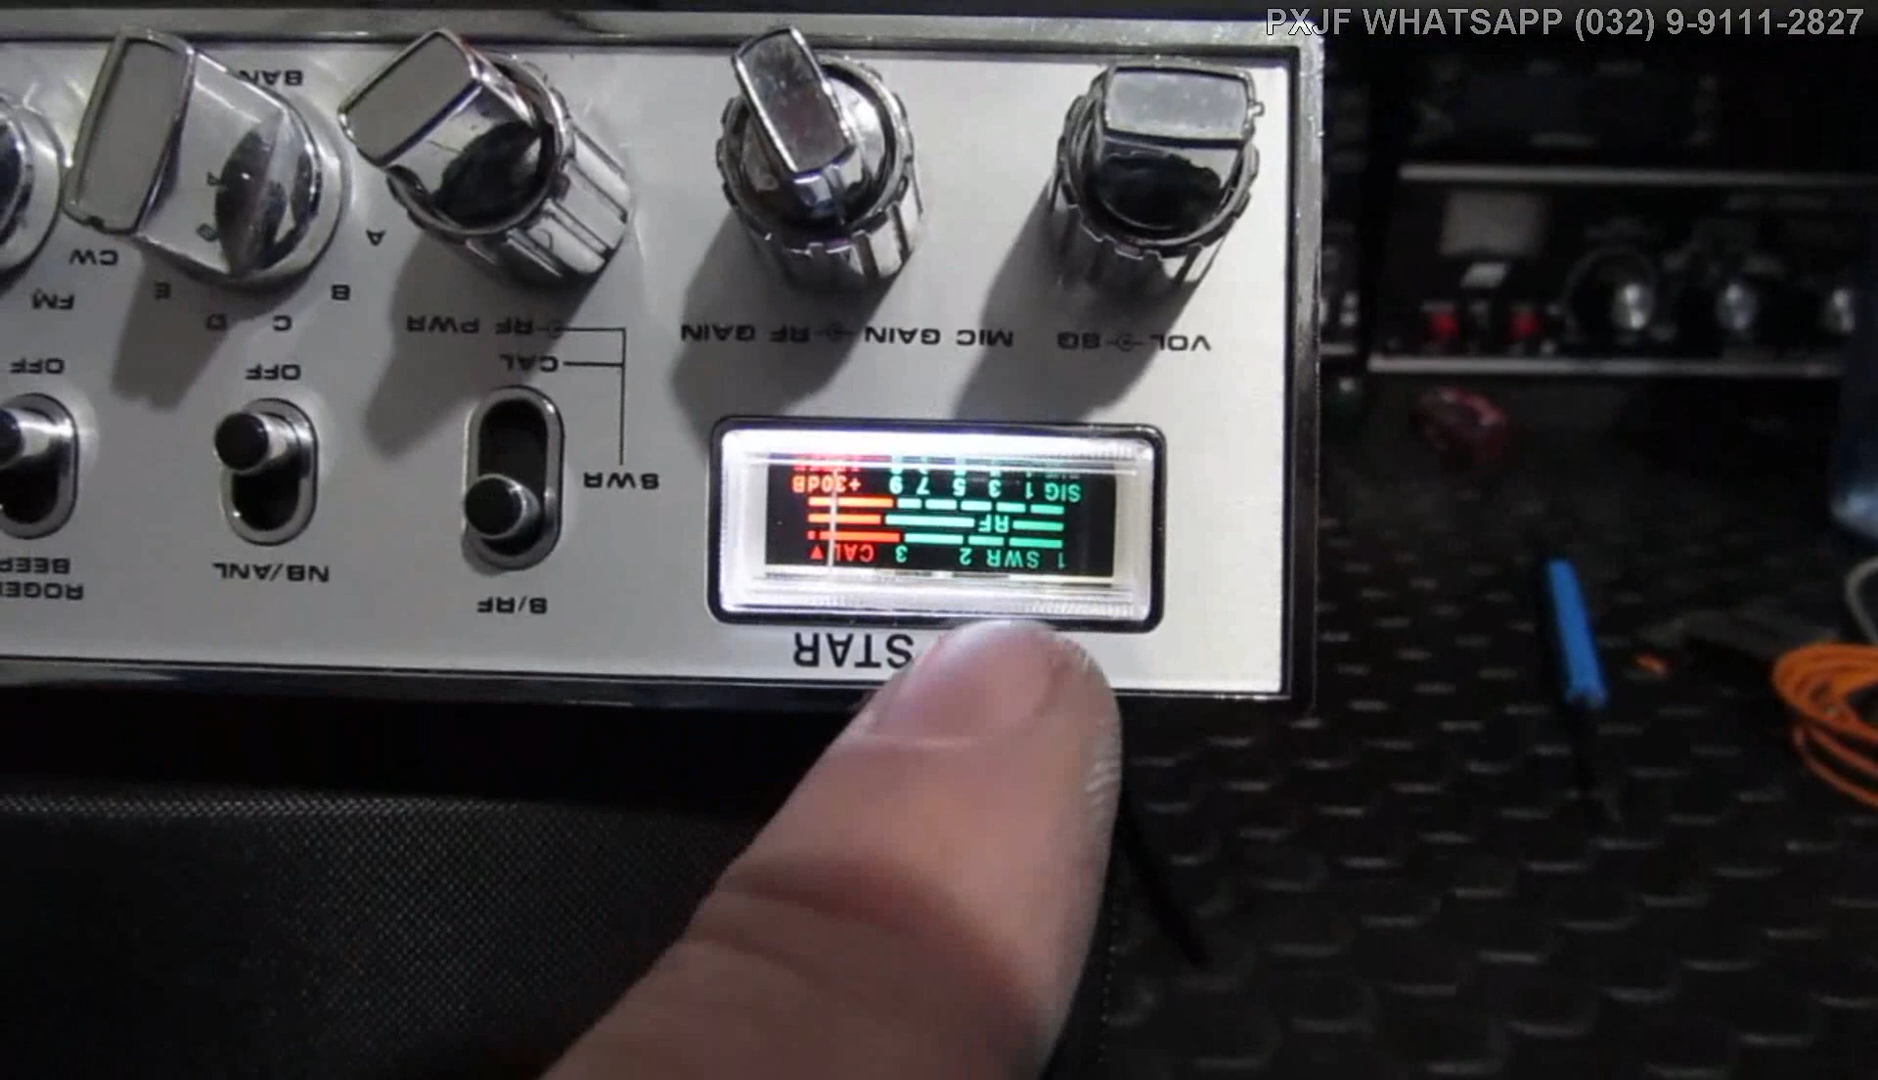 PXJF WHATSAPP (032) 9-9111-2827
STAR
S/RF
NB/ANL
BEEP
SWR
CAL
RF PWR
OFF
OFF
VOL SQ
MIC GAIN RF GAIN
1 SWR 2 3 CAL
RF
SIG 1 3 5 7 9 +30dB
A
B
C
D
E
FM
CW